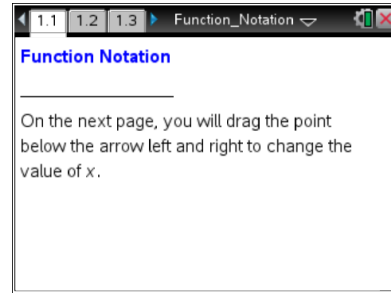 1.1 1.2 1.3 Function_Notation
Function Notation
On the next page, you will drag the point
below the arrow left and right to change the
value of x.